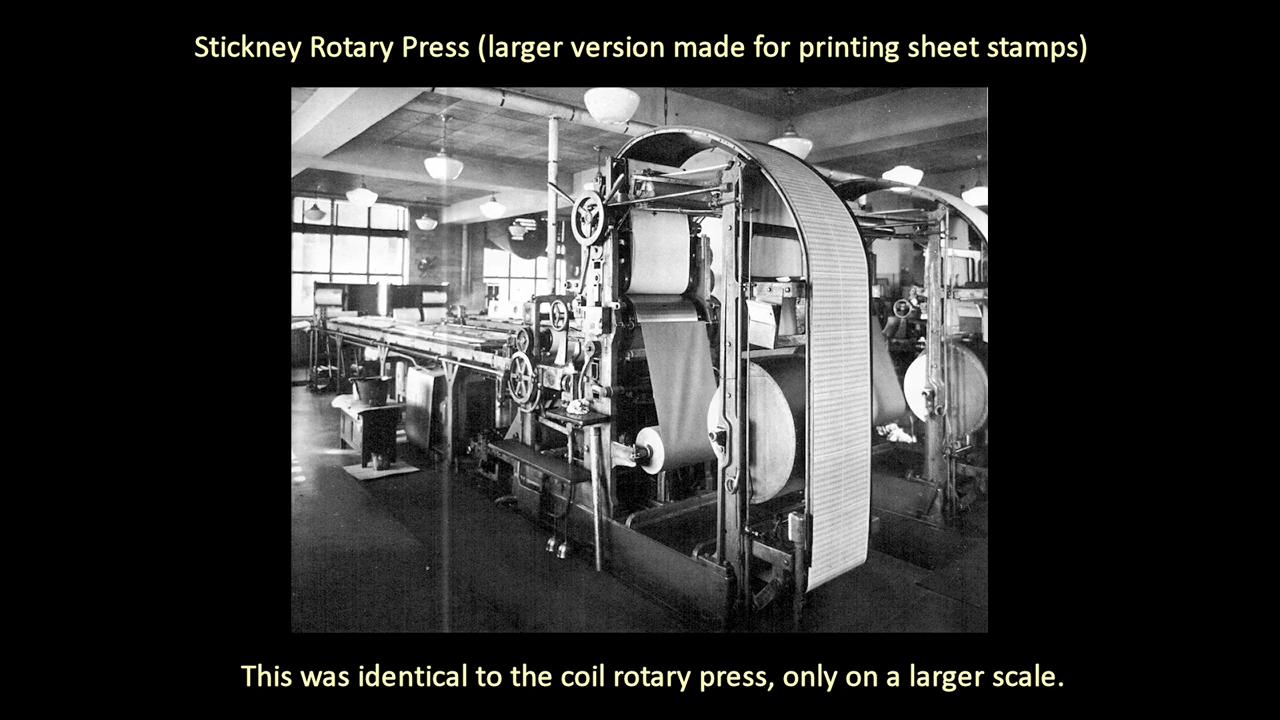 Stickney Rotary Press (larger version made for printing sheet stamps)
This was identical to the coil rotary press, only on a larger scale.